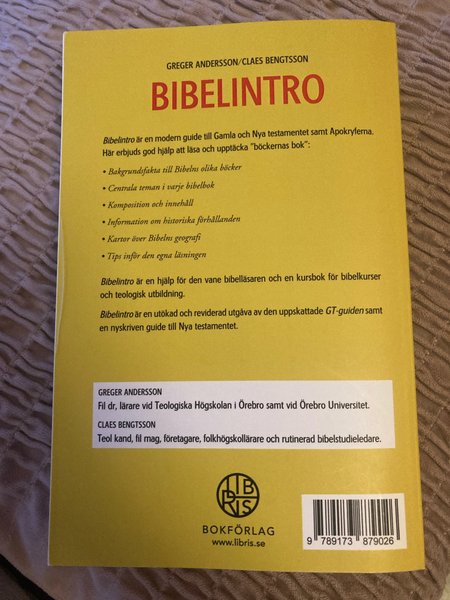 GREGER ANDERSSON/CLAES BENGTSSON
BIBELINTRO
Bibelintro är en modern guide till Gamla och Nya testamentet samt Apokryferna.
Här erbjuds god hjälp att läsa och upptäcka "böckernas bok":
• Bakgrundsfakta till Bibelns olika böcker
• Centrala teman i varje bibelbok
• Komposition och innehåll
• Information om historiska förhållanden
• Kartor över Bibelns geografi
• Tips inför den egna läsningen
Bibelintro är en hjälp för den vane bibelläsaren och en kursbok för bibelkurser
och teologisk utbildning.
Bibelintro är en utökad och reviderad utgåva av den uppskattade GT-guiden samt
en nyskriven guide till Nya testamentet.
GREGER ANDERSSON
Fil dr, lärare vid Teologiska Högskolan i Örebro samt vid Örebro Universitet.
CLAES BENGTSSON
Teol kand, fil mag, företagare, folkhögskollärare och rutinerad bibelstudieledare.
LIB
RIS
BOKFÖRLAG
www.libris.se
9 789173 879026